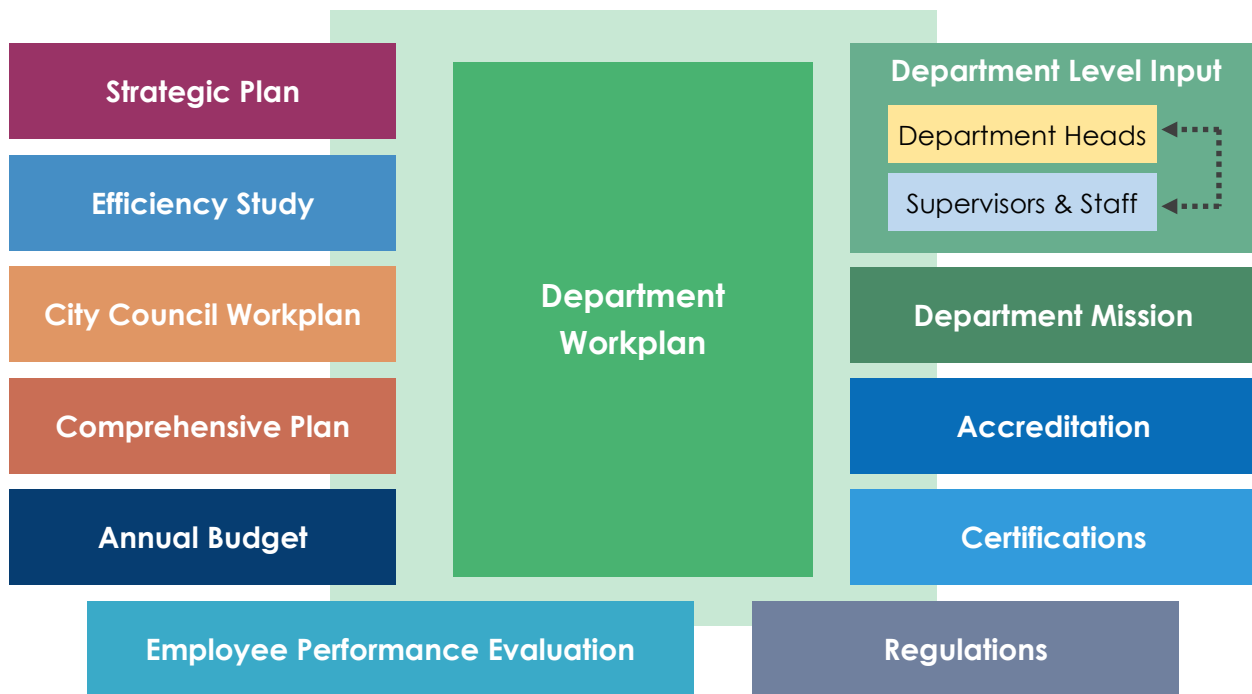 Strategic Plan
Efficiency Study
City Council Workplan
Comprehensive Plan
Annual Budget
Department
Workplan
Department Level Input
Department Heads
Supervisors & Staff
Department Mission
Accreditation
Certifications
Employee Performance Evaluation
Regulations